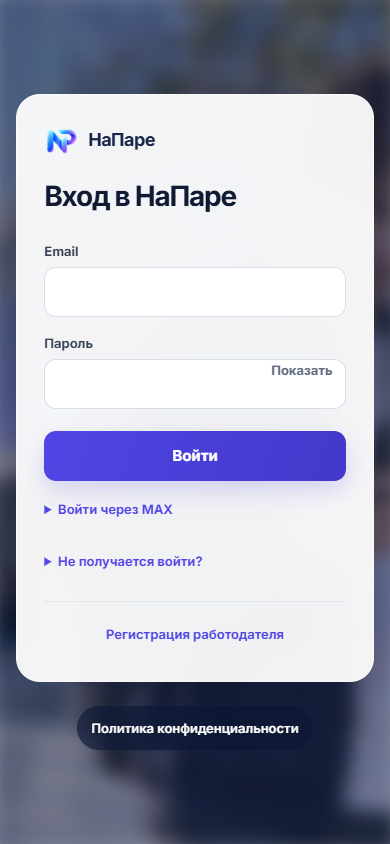 НаПаре
Вход в НаПаре
Email
Пароль
Показать
Войти
Войти через MAX
Не получается войти?
Регистрация работодателя
Политика конфиденциальности